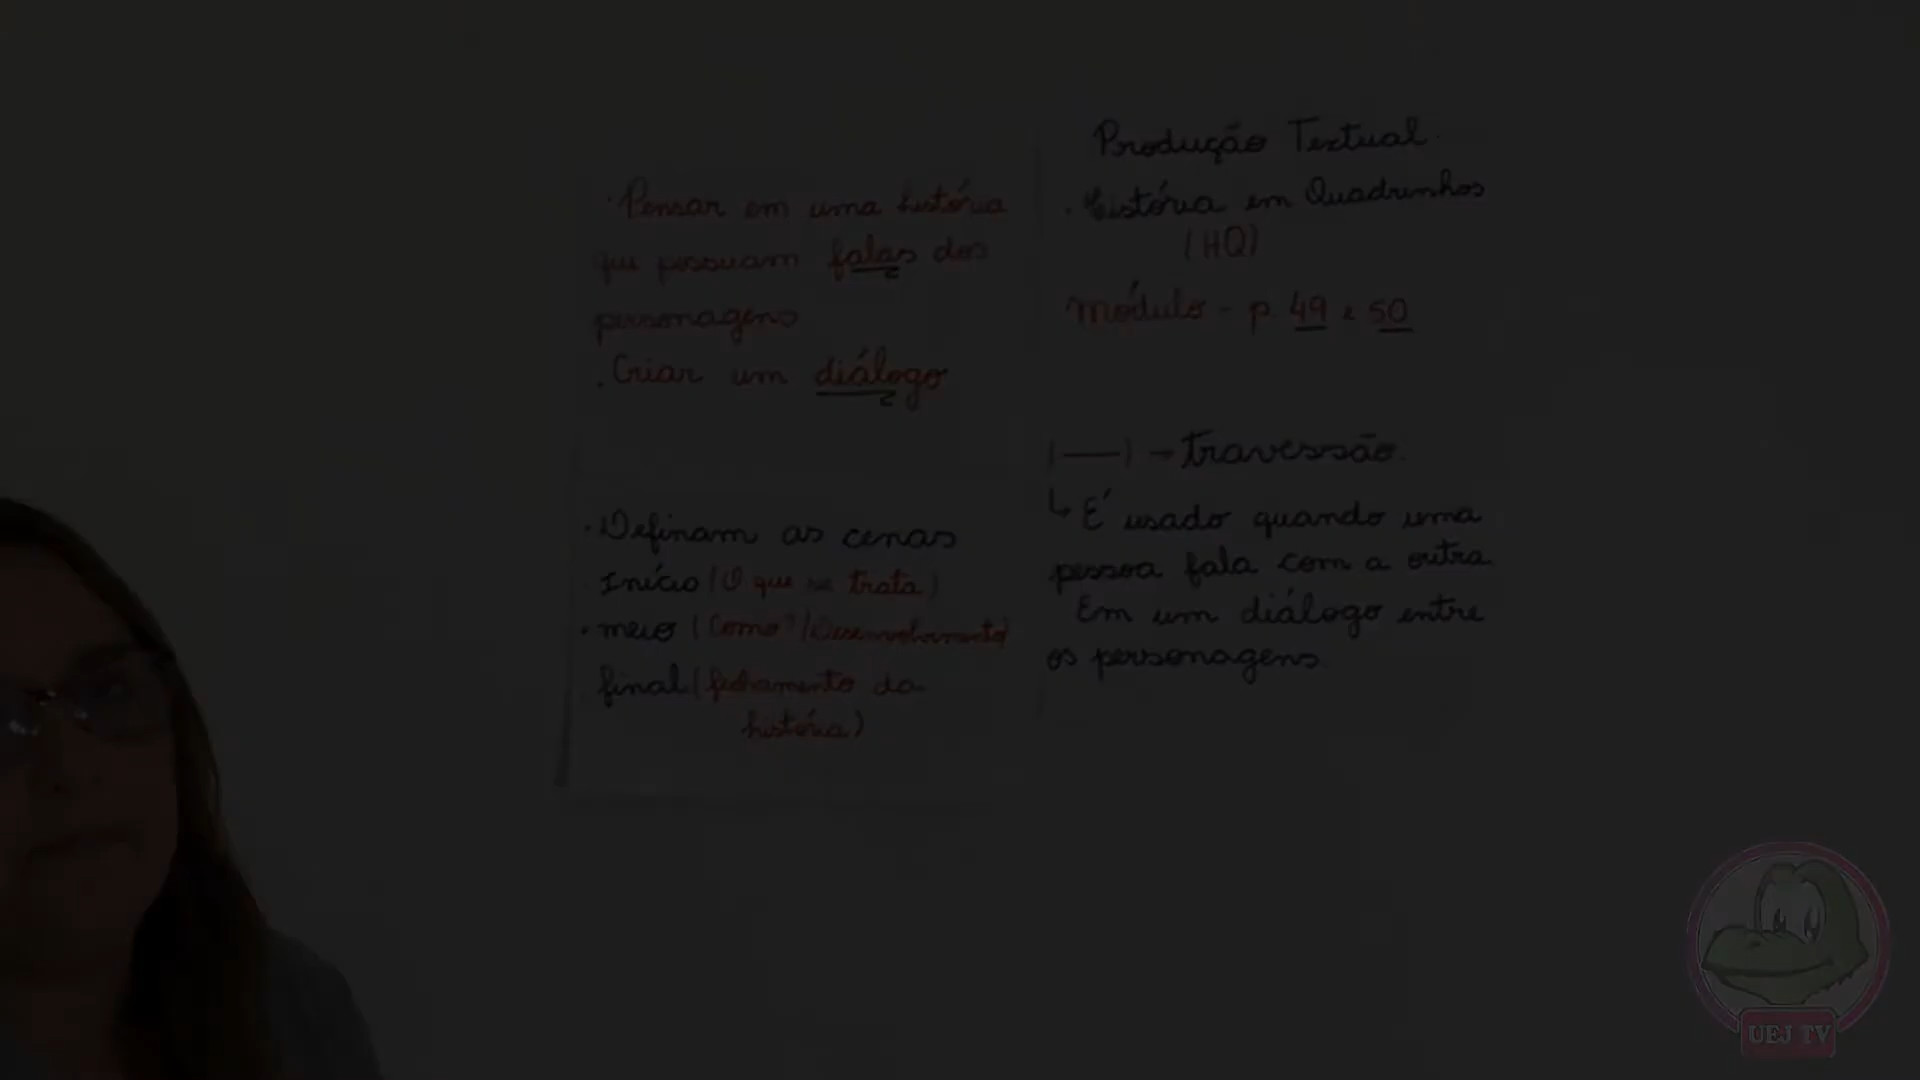 Produção Textual.
. História em Quadrinhos
(HQ)
módulo - p. 49 e 50
. Pensar em uma história
que possuam falas dos
personagens
. Criar um diálogo
(—) → travessão.
↳ É usado quando uma
pessoa fala com a outra
Em um diálogo entre
os personagens.
. Definam as cenas
Início (O que se trata)
. meio (Como?/Desenvolvimento)
final (fechamento da
história)
UEJ TV